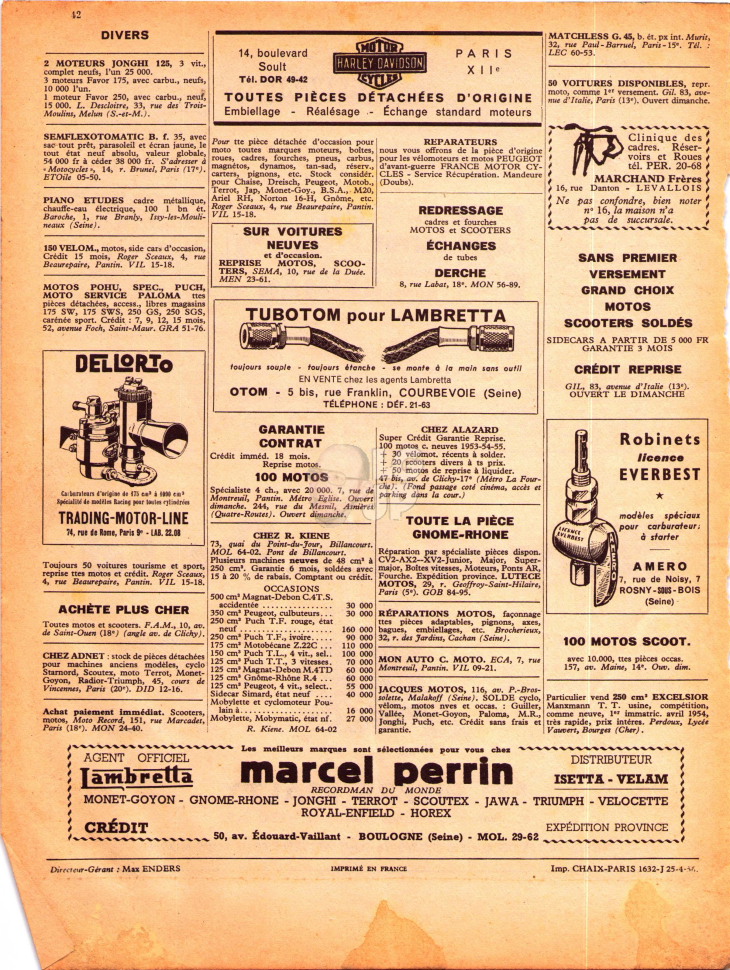 42
DIVERS
2 MOTEURS JONGHI 125, 3 vit.,
complet neufs, l'un 25 000.
3 moteurs Favor 175, avec carbu., neufs,
10 000 l'un.
1 moteur Favor 250, avec carbu., neuf,
15 000. L. Descloitre, 33, rue des Trois-
Moulins, Melun (S.-et-M.).
SEMFLEXOTOMATIC B. f. 35, avec
sac tout prêt, parasoleil et écran jaune, le
tout état neuf absolu, valeur globale,
54 000 fr à céder 38 000 fr. S'adresser à
« Motocycles », 14, r. Brunel, Paris (17ᵉ).
ETOile 05-50.
PIANO ETUDES cadre métallique,
chauffe-eau électrique, 100 l bn ét.
Baroche, 1, rue Branly, Issy-les-Mouli-
neaux (Seine).
150 VELOM., motos, side cars d'occasion,
Crédit 15 mois, Roger Sceaux, 4, rue
Beaurepaire, Pantin. VIL 15-18.
MOTOS POHU, SPEC., PUCH,
MOTO SERVICE PALOMA ttes
pièces détachées, access., libres magasins
175 SW, 175 SWS, 250 GS, 250 SGS,
carénée sport. Crédit : 7, 9, 12, 15 mois,
52, avenue Foch, Saint-Maur. GRA 51-76.
DELLORTO
Carburateurs d'origine de 175 cm³ à 1000 cm³
Spécialité de modèles Racing pour toutes cylindrées
TRADING-MOTOR-LINE
74, rue de Rome, Paris 9ᵉ - LAB. 22.08
Toujours 50 voitures tourisme et sport,
reprise ttes motos et crédit. Roger Sceaux,
4, rue Beaurepaire, Pantin. VIL 15-18.
ACHÈTE PLUS CHER
Toutes motos et scooters. F.A.M., 10, av.
de Saint-Ouen (18ᵉ) (angle av. de Clichy).
CHEZ ADNET : stock de pièces détachées
pour machines anciens modèles, cyclo
Starnord, Scoutex, moto Terrot, Monet-
Goyon, Radior-Triumph, 45, cours de
Vincennes, Paris (20ᵉ). DID 12-16.
Achat paiement immédiat. Scooters,
motos, Moto Record, 151, rue Marcadet,
Paris (18ᵉ). MON 24-40.
14, boulevard
Soult
Tél. DOR 49-42
MOTOR
HARLEY DAVIDSON
CYCLES
PARIS
XIIᵉ
TOUTES PIÈCES DÉTACHÉES D'ORIGINE
Embiellage - Réalésage - Échange standard moteurs
Pour tte pièce détachée d'occasion pour
moto toutes marques moteurs, boîtes,
roues, cadres, fourches, pneus, carbus,
magnétos, dynamos, tan-sad, réserv.,
carters, pignons, etc. Stock considér.
pour Chaise, Dreisch, Peugeot, Motob.,
Terrot, Jap, Monet-Goy., B.S.A., M20,
Ariel RH, Norton 16-H, Gnôme, etc.
Roger Sceaux, 4, rue Beaurepaire, Pantin.
VIL 15-18.
SUR VOITURES
NEUVES
et d'occasion.
REPRISE MOTOS, SCOO-
TERS, SEMA, 10, rue de la Duée.
MEN 23-61.
REPARATEURS
nous vous offrons de la pièce d'origine
pour les vélomoteurs et motos PEUGEOT
d'avant-guerre FRANCE MOTOR CY-
CLES - Service Récupération. Mandeure
(Doubs).
REDRESSAGE
cadres et fourches
MOTOS et SCOOTERS
ÉCHANGES
de tubes
DERCHE
8, rue Labat, 18ᵉ. MON 56-89.
TUBOTOM pour LAMBRETTA
toujours souple - toujours étanche - se monte à la main sans outil
EN VENTE chez les agents Lambretta
OTOM - 5 bis, rue Franklin, COURBEVOIE (Seine)
TÉLÉPHONE : DÉF. 21-63
GARANTIE
CONTRAT
Crédit imméd. 18 mois.
Reprise motos.
100 MOTOS
Spécialiste 4 ch., avec 20 000. 7, rue de
Montreuil, Pantin. Métro Eglise. Ouvert
dimanche. 244, rue du Mesnil, Asnières
(Quatre-Routes). Ouvert dimanche.
CHEZ R. KIENE
73, quai du Point-du-Jour, Billancourt.
MOL 64-02. Pont de Billancourt.
Plusieurs machines neuves de 48 cm³ à
250 cm³. Garantie 6 mois, soldées avec
15 à 20 % de rabais. Comptant ou crédit.
OCCASIONS
500 cm³ Magnat-Debon C.4T.S.
accidentée . . . 30 000
350 cm³ Peugeot, culbuteurs. . 30 000
250 cm³ Puch T.F. rouge, état
neuf . . . 160 000
250 cm³ Puch T.F., ivoire. . . 90 000
175 cm³ Motobécane Z.22C . . . 110 000
150 cm³ Puch T.L., 4 vit., sel.. 100 000
125 cm³ Puch T.T., 3 vitesses. 70 000
125 cm³ Magnat-Debon M.4TD 60 000
125 cm³ Gnôme-Rhône R.4 . . . 60 000
125 cm³ Peugeot, 4 vit., select.. 55 000
Sidecar Simard, état neuf . . . 40 000
Mobylette et cyclomoteur Pou-
lain à . . . 16 000
Mobylette, Mobymatic, état nf. 27 000
R. Kiene. MOL 64-02
CHEZ ALAZARD
Super Crédit Garantie Reprise.
100 motos c. neuves 1953-54-55.
+ 30 vélomot. récents à solder.
+ 20 scooters divers à ts prix.
+ 50 motos de reprise à liquider.
47 bis, av. de Clichy-17ᵉ (Métro La Four-
che). (Fond passage coté cinéma, accès et
parking dans la cour.)
TOUTE LA PIÈCE
GNOME-RHONE
Réparation par spécialiste pièces dispon.
CV2-AX2-XV2-Junior, Major, Super-
major, Boîtes vitesses, Moteurs, Ponts AR,
Fourche. Expédition province. LUTECE
MOTOS, 29, r. Geoffroy-Saint-Hilaire,
Paris (5ᵉ). GOB 84-95.
RÉPARATIONS MOTOS, façonnage
ttes pièces adaptables, pignons, axes,
bagues, embiellages, etc. Brocherieux,
32, r. des Jardins, Cachan (Seine).
MON AUTO C. MOTO. ECA, 7, rue
Montreuil, Pantin. VIL 09-21.
JACQUES MOTOS, 116, av. P.-Bros-
solette, Malakoff (Seine). SOLDE cyclo,
vélom., motos nves et occas. : Guiller,
Vallée, Monet-Goyon, Paloma, M.R.,
Jonghi, Puch, etc. Crédit sans frais et
garantie.
MATCHLESS G. 45, b. ét. px int. Muris,
32, rue Paul-Barruel, Paris-15ᵉ. Tél. :
LEC 60-53.
50 VOITURES DISPONIBLES, repr.
moto, comme 1ᵉʳ versement. Gil. 83, ave-
nue d'Italie, Paris (13ᵉ). Ouvert dimanche.
Clinique des
cadres. Réser-
voirs et Roues
tél. PER. 20-68
MARCHAND Frères
16, rue Danton - LEVALLOIS
Ne pas confondre, bien noter
nᵒ 16, la maison n'a
pas de succursale.
SANS PREMIER
VERSEMENT
GRAND CHOIX
MOTOS
SCOOTERS SOLDÉS
SIDECARS A PARTIR DE 5 000 FR
GARANTIE 3 MOIS
CRÉDIT REPRISE
GIL, 83, avenue d'Italie (13ᵉ).
OUVERT LE DIMANCHE
Robinets
licence
EVERBEST
★
modèles spéciaux
pour carburateurs
à starter
LICENCE EVERBEST
AMERO
7, rue de Noisy, 7
ROSNY-SOUS-BOIS
(Seine)
100 MOTOS SCOOT.
avec 10.000, ttes pièces occas.
157, av. Maine, 14ᵉ. Ouv. dim.
Particulier vend 250 cm³ EXCELSIOR
Manxmann T. T. usine, compétition,
comme neuve, 1ᵉʳ immatric. avril 1954,
très rapide, prix intéres. Perdoux, Lycée
Vauvert, Bourges (Cher).
Les meilleurs marques sont sélectionnées pour vous chez
AGENT OFFICIEL
Lambretta
marcel perrin
RECORDMAN DU MONDE
DISTRIBUTEUR
ISETTA - VELAM
MONET-GOYON - GNOME-RHONE - JONGHI - TERROT - SCOUTEX - JAWA - TRIUMPH - VELOCETTE
ROYAL-ENFIELD - HOREX
CRÉDIT
50, av. Édouard-Vaillant - BOULOGNE (Seine) - MOL. 29-62
EXPÉDITION PROVINCE
Directeur-Gérant : Max ENDERS
IMPRIMÉ EN FRANCE
Imp. CHAIX-PARIS 1632-J 25-4-56.